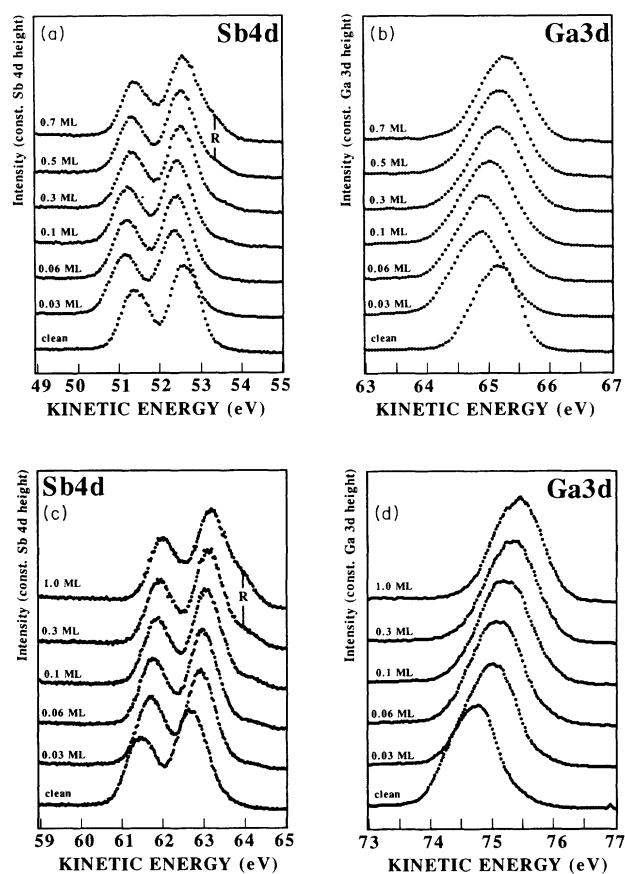 (a) Sb4d
Intensity (const. Sb 4d height)
0.7 ML
R
0.5 ML
0.3 ML
0.1 ML
0.06 ML
0.03 ML
clean
49 50 51 52 53 54 55
KINETIC ENERGY (eV)
(b) Ga3d
Intensity (const. Ga 3d height)
0.7 ML
0.5 ML
0.3 ML
0.1 ML
0.06 ML
0.03 ML
clean
63 64 65 66 67
KINETIC ENERGY (eV)
Sb4d
(c)
Intensity (const. Sb 4d height)
1.0 ML
R
0.3 ML
0.1 ML
0.06 ML
0.03 ML
clean
59 60 61 62 63 64 65
KINETIC ENERGY (eV)
Ga3d
(d)
Intensity (const. Ga 3d height)
1.0 ML
0.3 ML
0.1 ML
0.06 ML
0.03 ML
clean
73 74 75 76 77
KINETIC ENERGY (eV)